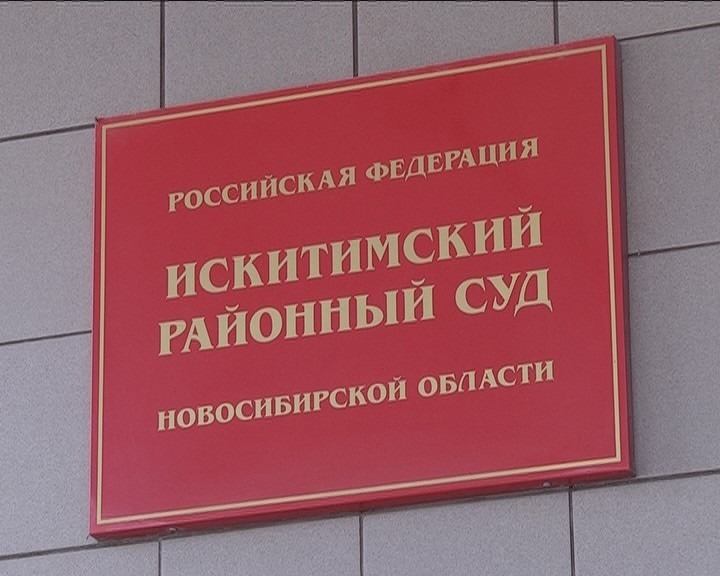 РОССИЙСКАЯ ФЕДЕРАЦИЯ
ИСКИТИМСКИЙ
РАЙОННЫЙ СУД
НОВОСИБИРСКОЙ ОБЛАСТИ